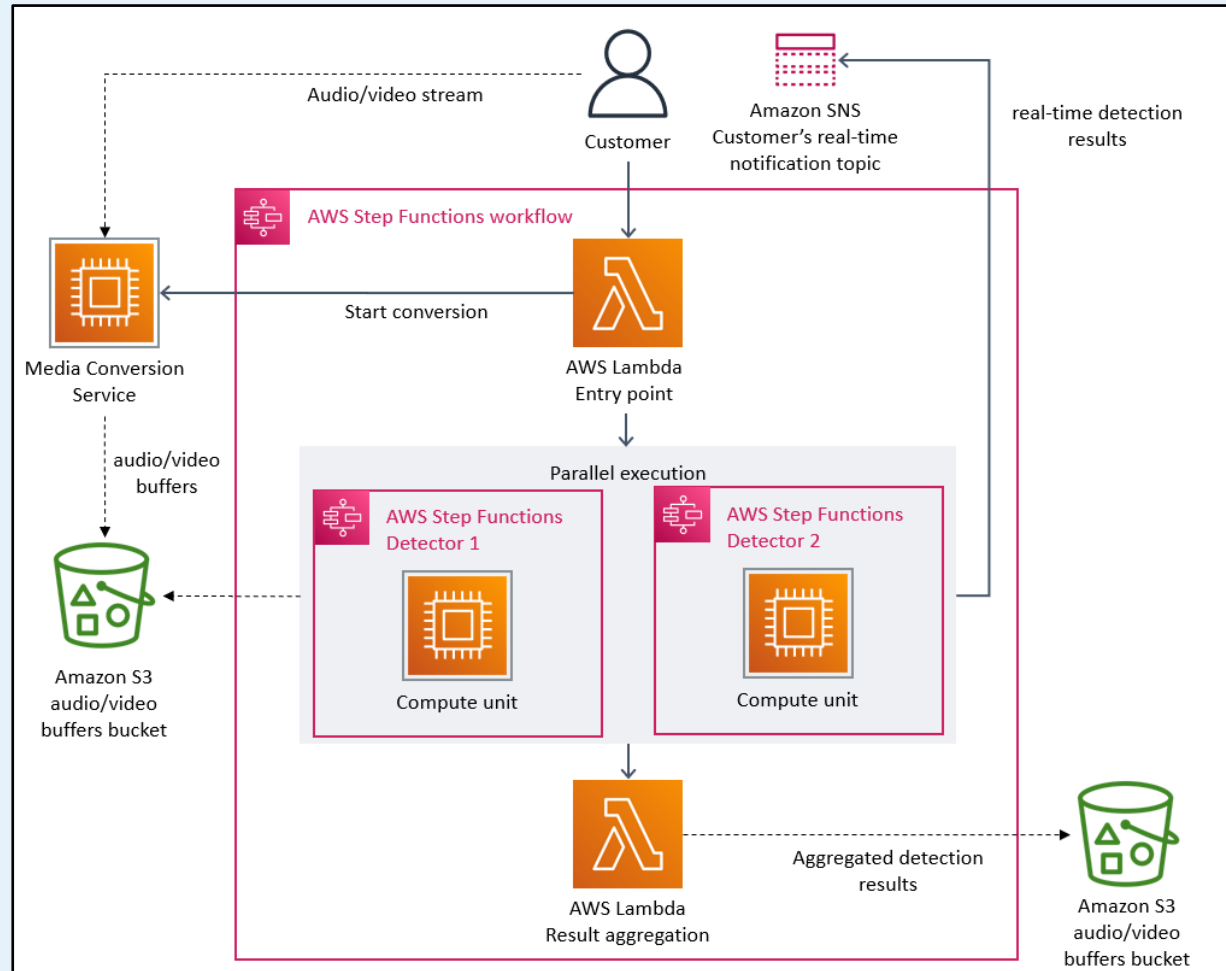 Audio/video stream
Customer
Amazon SNS
Customer’s real-time
notification topic
real-time detection
results
AWS Step Functions workflow
Media Conversion
Service
Start conversion
AWS Lambda
Entry point
audio/video
buffers
Parallel execution
AWS Step Functions
Detector 1
Compute unit
AWS Step Functions
Detector 2
Compute unit
Amazon S3
audio/video
buffers bucket
AWS Lambda
Result aggregation
Aggregated detection
results
Amazon S3
audio/video
buffers bucket